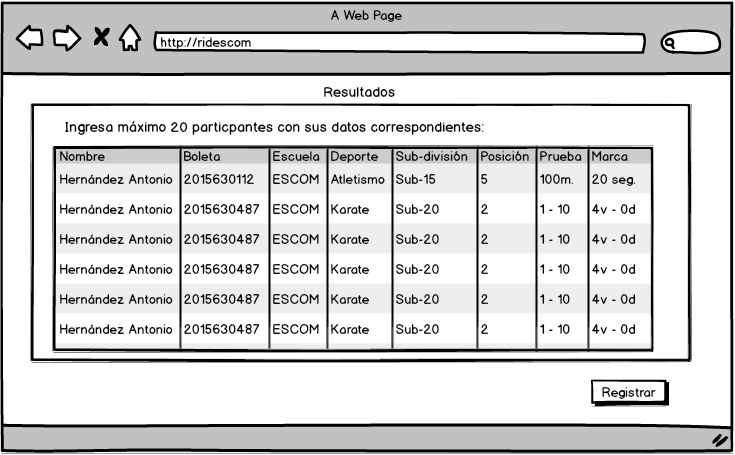 A Web Page
http://ridescom
Resultados
Ingresa máximo 20 particpantes con sus datos correspondientes:
Nombre Boleta Escuela Deporte Sub-división Posición Prueba Marca
Hernández Antonio 2015630112 ESCOM Atletismo Sub-15 5 100m. 20 seg.
Hernández Antonio 2015630487 ESCOM Karate Sub-20 2 1 - 10 4v - 0d
Hernández Antonio 2015630487 ESCOM Karate Sub-20 2 1 - 10 4v - 0d
Hernández Antonio 2015630487 ESCOM Karate Sub-20 2 1 - 10 4v - 0d
Hernández Antonio 2015630487 ESCOM Karate Sub-20 2 1 - 10 4v - 0d
Hernández Antonio 2015630487 ESCOM Karate Sub-20 2 1 - 10 4v - 0d
Registrar